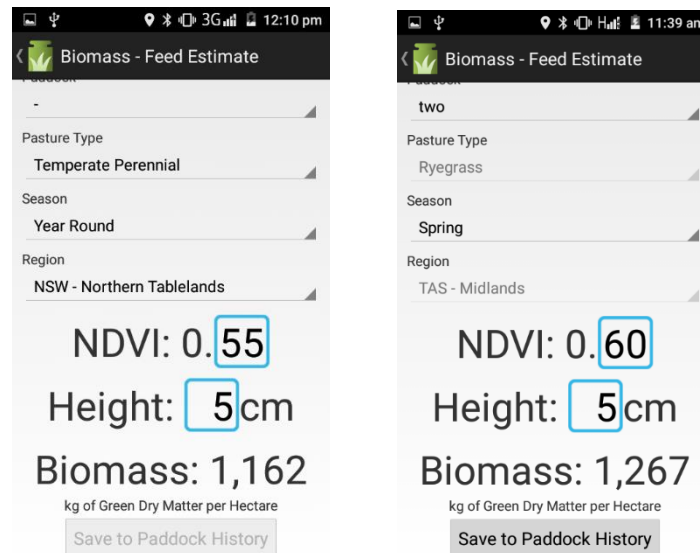 3G 12:10 pm
Biomass - Feed Estimate
-
Pasture Type
Temperate Perennial
Season
Year Round
Region
NSW - Northern Tablelands
NDVI: 0.55
Height: 5cm
Biomass: 1,162
kg of Green Dry Matter per Hectare
Save to Paddock History
H 11:39 am
Biomass - Feed Estimate
two
Pasture Type
Ryegrass
Season
Spring
Region
TAS - Midlands
NDVI: 0.60
Height: 5cm
Biomass: 1,267
kg of Green Dry Matter per Hectare
Save to Paddock History